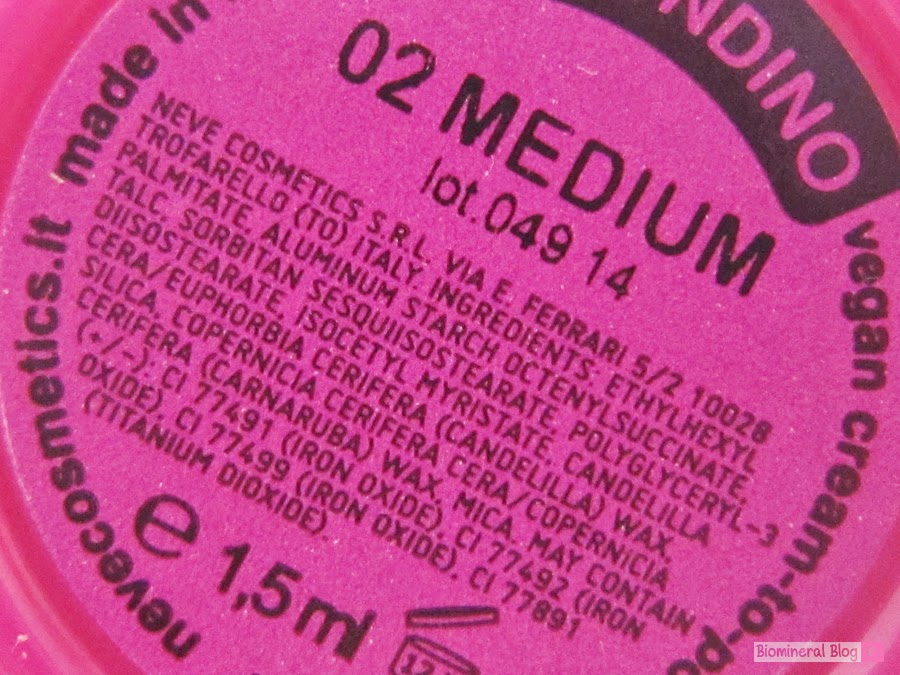 NDINO
02 MEDIUM
lot.049 14
NEVE COSMETICS S.R.L. VIA E. FERRARI 5/2 10028
TROFARELLO (TO) ITALY. INGREDIENTS: ETHYLHEXYL
PALMITATE, ALUMINUM STARCH OCTENYLSUCCINATE,
TALC, SORBITAN SESQUIISOSTEARATE, POLYGLYCERYL-3
DIISOSTEARATE, ISOCETYL MYRISTATE, CANDELILLA
CERA/EUPHORBIA CERIFERA (CANDELILLA) WAX,
SILICA, COPERNICIA CERIFERA CERA/COPERNICIA
CERIFERA (CARNARUBA) WAX, MICA. MAY CONTAIN
(+/-): CI 77491 (IRON OXIDE), CI 77492 (IRON
OXIDE), CI 77499 (IRON OXIDE), CI 77891
(TITANIUM DIOXIDE)
e 1,5 ml
12
nevecosmetics.it made in
vegan cream-to-po
Biomineral Blog